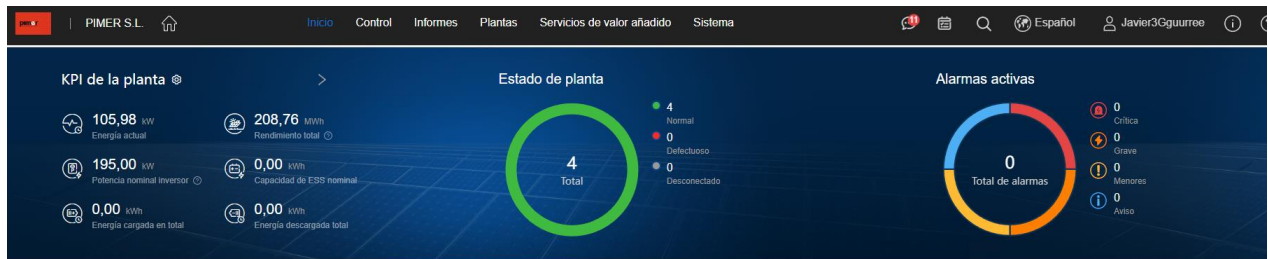 pimer
PIMER S.L.
Inicio
Control
Informes
Plantas
Servicios de valor añadido
Sistema
11
Español
Javier3Gguurree
KPI de la planta
105,98 kW
Energía actual
208,76 MWh
Rendimiento total
195,00 kW
Potencia nominal inversor
0,00 kWh
Capacidad de ESS nominal
0,00 kWh
Energía cargada en total
0,00 kWh
Energía descargada total
Estado de planta
4
Total
4
Normal
0
Defectuoso
0
Desconectado
Alarmas activas
0
Total de alarmas
0
Crítica
0
Grave
0
Menores
0
Aviso